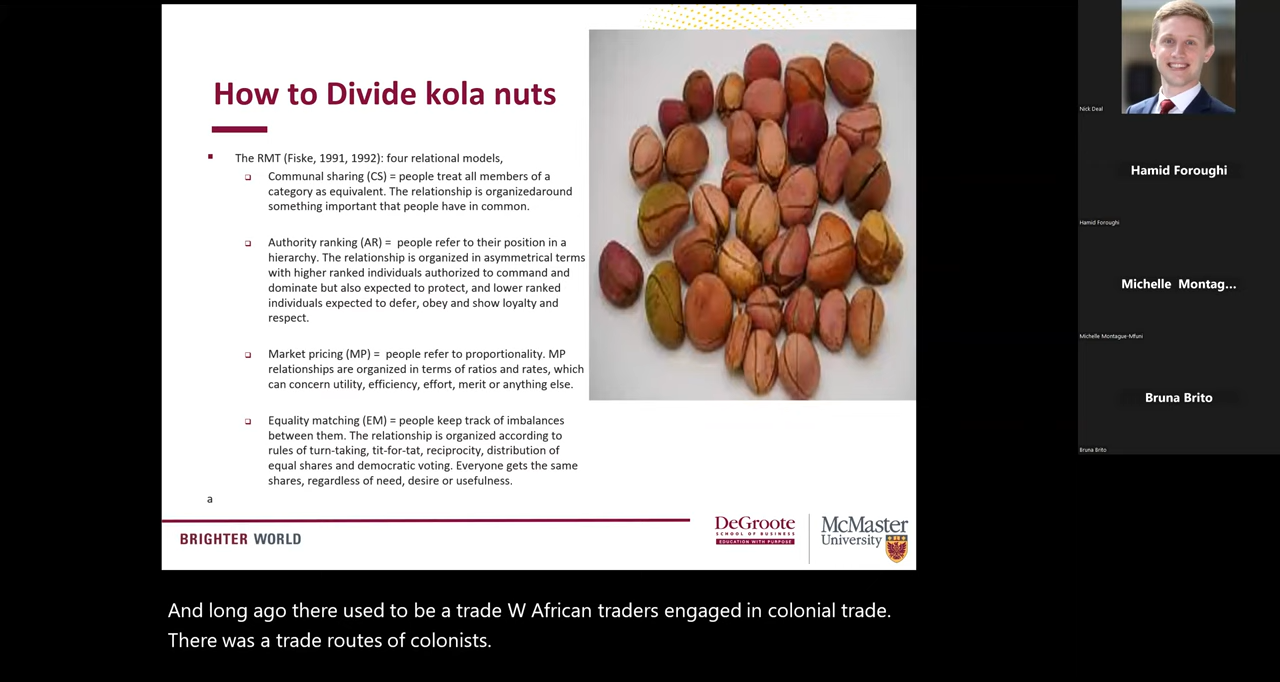 How to Divide kola nuts
▪ The RMT (Fiske, 1991, 1992): four relational models,
❑ Communal sharing (CS) = people treat all members of a
category as equivalent. The relationship is organizedaround
something important that people have in common.
❑ Authority ranking (AR) =  people refer to their position in a
hierarchy. The relationship is organized in asymmetrical terms
with higher ranked individuals authorized to command and
dominate but also expected to protect, and lower ranked
individuals expected to defer, obey and show loyalty and
respect.
❑ Market pricing (MP) =  people refer to proportionality. MP
relationships are organized in terms of ratios and rates, which
can concern utility, efficiency, effort, merit or anything else.
❑ Equality matching (EM) = people keep track of imbalances
between them. The relationship is organized according to
rules of turn-taking, tit-for-tat, reciprocity, distribution of
equal shares and democratic voting. Everyone gets the same
shares, regardless of need, desire or usefulness.
a
BRIGHTER WORLD
DeGroote
SCHOOL OF BUSINESS
EDUCATION WITH PURPOSE
McMaster
University
And long ago there used to be a trade W African traders engaged in colonial trade.
There was a trade routes of colonists.
Nick Deal
Hamid Foroughi
Hamid Foroughi
Michelle Montag...
Michelle Montague-Mfuni
Bruna Brito
Bruna Brito